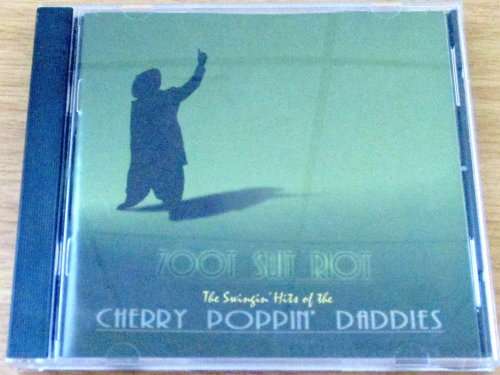 ZOOT SUIT RIOT
The Swingin' Hits of the
CHERRY POPPIN' DADDIES